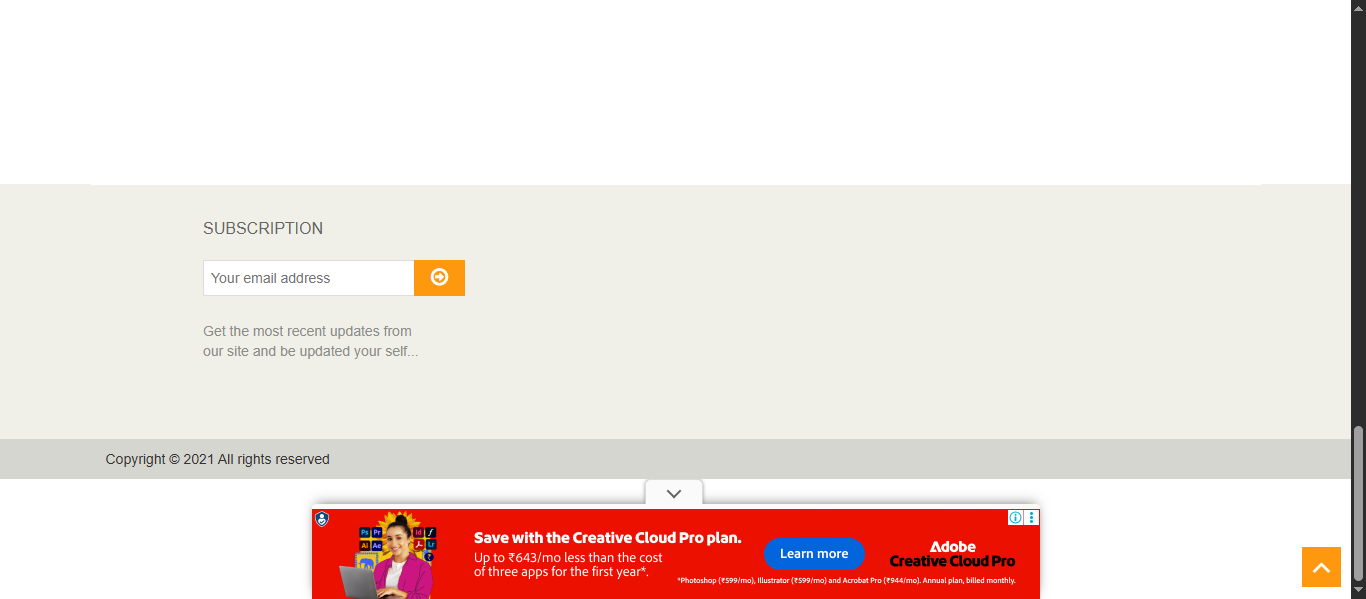 SUBSCRIPTION
Your email address
Get the most recent updates from
our site and be updated your self...
Copyright © 2021 All rights reserved
Ps Pr Id f
Ai Ae Lr
Save with the Creative Cloud Pro plan.
Up to ₹643/mo less than the cost
of three apps for the first year*.
Learn more
Adobe
Creative Cloud Pro
*Photoshop (₹599/mo), Illustrator (₹599/mo) and Acrobat Pro (₹944/mo). Annual plan, billed monthly.